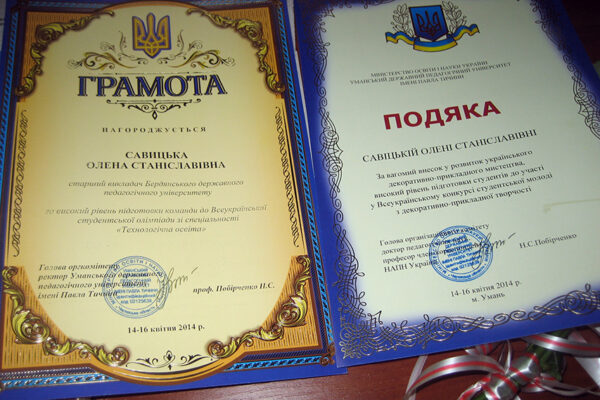 ГРАМОТА
НАГОРОДЖУЄТЬСЯ
САВИЦЬКА
ОЛЕНА СТАНІСЛАВІВНА
старший викладач Бердянського державного
педагогічного університету
за високий рівень підготовки команди до Всеукраїнської
студентської олімпіади зі спеціальності
«Технологічна освіта»
Голова оргкомітету
ректор Уманського державного
педагогічного університету
імені Павла Тичини
проф. Побірченко Н.С.
14-16 квітня 2014 р.
МІНІСТЕРСТВО ОСВІТИ І НАУКИ УКРАЇНИ
УМАНСЬКИЙ ДЕРЖАВНИЙ ПЕДАГОГІЧНИЙ УНІВЕРСИТЕТ
ІМЕНІ ПАВЛА ТИЧИНИ
ПОДЯКА
САВІЦЬКІЙ ОЛЕНІ СТАНІСЛАВІВНІ
За вагомий внесок у розвиток українського
декоративно-прикладного мистецтва,
високий рівень підготовки студентів до участі
у Всеукраїнському конкурсі студентської молоді
з декоративно-прикладної творчості
Голова організаційного комітету
доктор педагогічних
професор член
НАПН України
Н.С.Побірченко
14-16 квітня 2014 р.
м. Умань